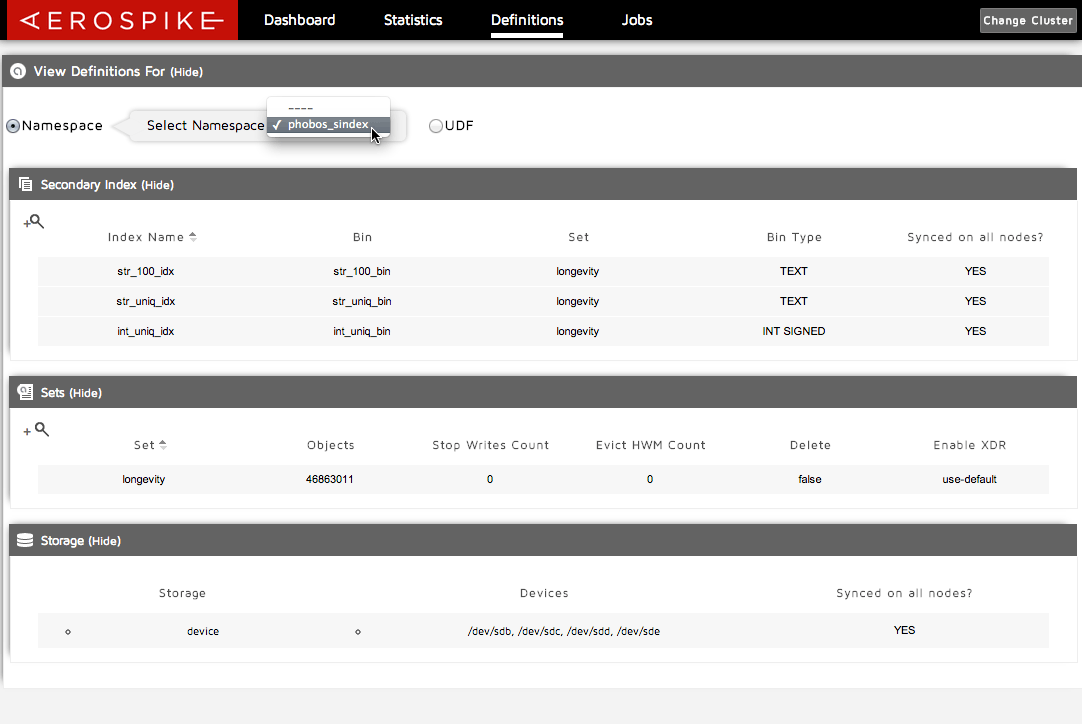 AEROSPIKE Dashboard Statistics Definitions Jobs Change Cluster
View Definitions For (Hide)
----
Namespace Select Namespace ✓ phobos_sindex UDF
Secondary Index (Hide)
Index Name Bin Set Bin Type Synced on all nodes?
str_100_idx str_100_bin longevity TEXT YES
str_uniq_idx str_uniq_bin longevity TEXT YES
int_uniq_idx int_uniq_bin longevity INT SIGNED YES
Sets (Hide)
Set Objects Stop Writes Count Evict HWM Count Delete Enable XDR
longevity 46863011 0 0 false use-default
Storage (Hide)
Storage Devices Synced on all nodes?
device /dev/sdb, /dev/sdc, /dev/sdd, /dev/sde YES